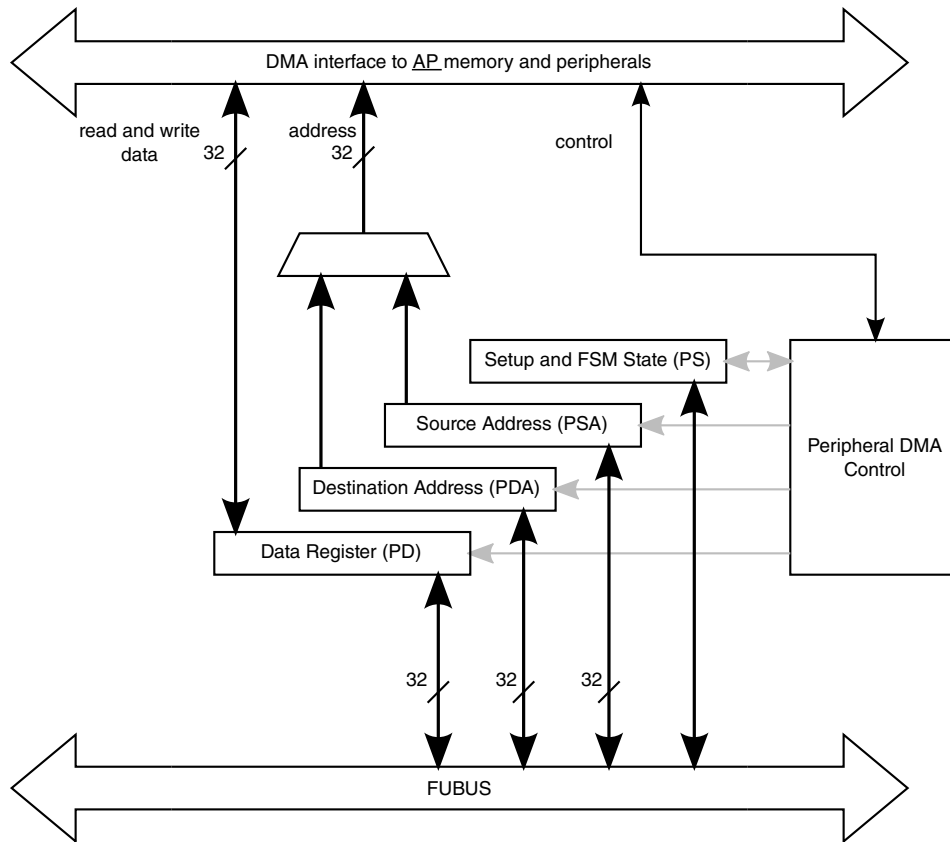 DMA interface to AP memory and peripherals
read and write
data
32
address
32
control
Setup and FSM State (PS)
Source Address (PSA)
Peripheral DMA
Control
Destination Address (PDA)
Data Register (PD)
32
32
32
FUBUS